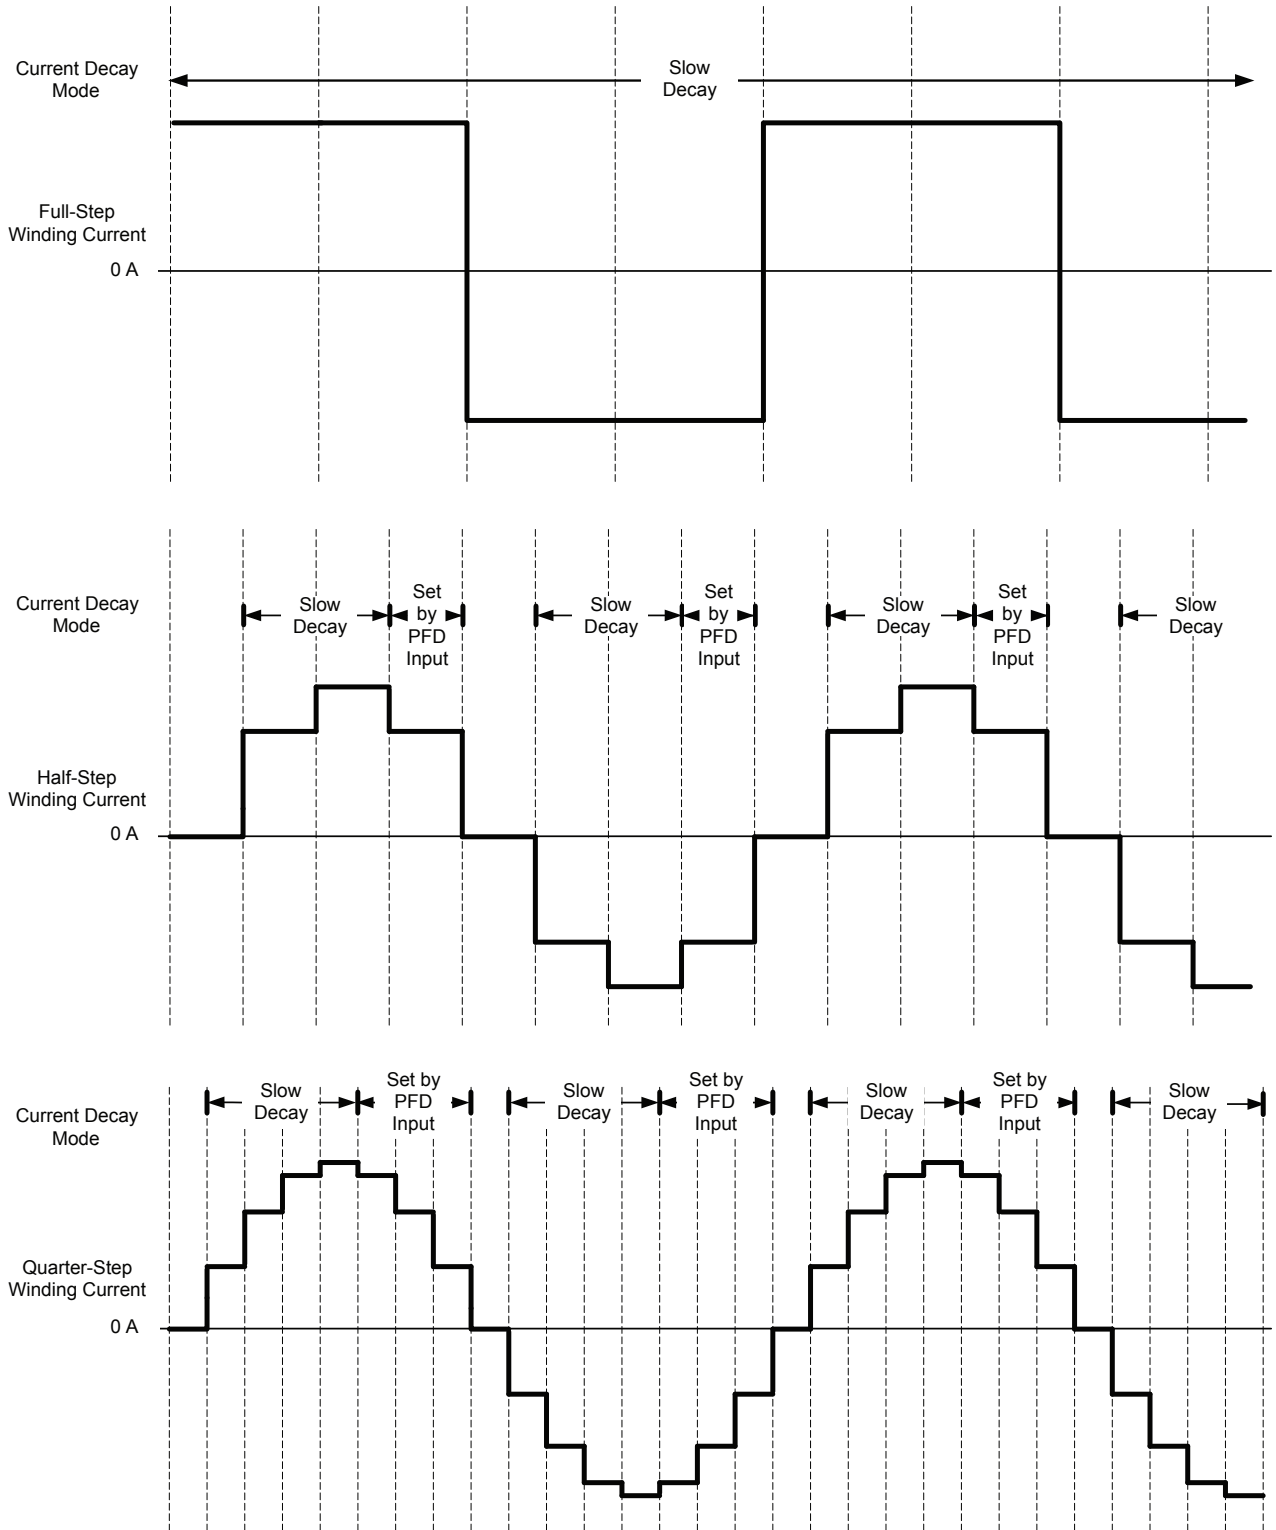 Current Decay
Mode
Slow
Decay
Full-Step
Winding Current
0 A
Current Decay
Mode
Slow
Decay
Set
by
PFD
Input
Slow
Decay
Set
by
PFD
Input
Slow
Decay
Set
by
PFD
Input
Slow
Decay
Half-Step
Winding Current
0 A
Current Decay
Mode
Slow
Decay
Set by
PFD
Input
Slow
Decay
Set by
PFD
Input
Slow
Decay
Set by
PFD
Input
Slow
Decay
Quarter-Step
Winding Current
0 A